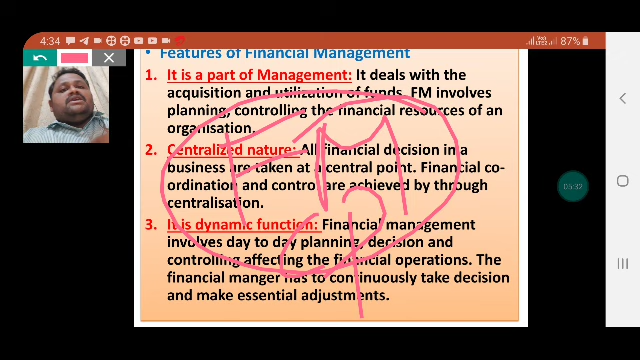 4:34
87%
• Features of Financial Management
1. It is a part of Management: It deals with the
acquisition and utilization of funds. FM involves
planning, controlling the financial resources of an
organisation.
2. Centralized nature: All financial decision in a
business are taken at a central point. Financial co-
ordination and control are achieved by through
centralisation.
3. It is dynamic function: Financial management
involves day to day planning, decision and
controlling affecting the financial operations. The
financial manger has to continuously take decision
and make essential adjustments.
FM
05:32